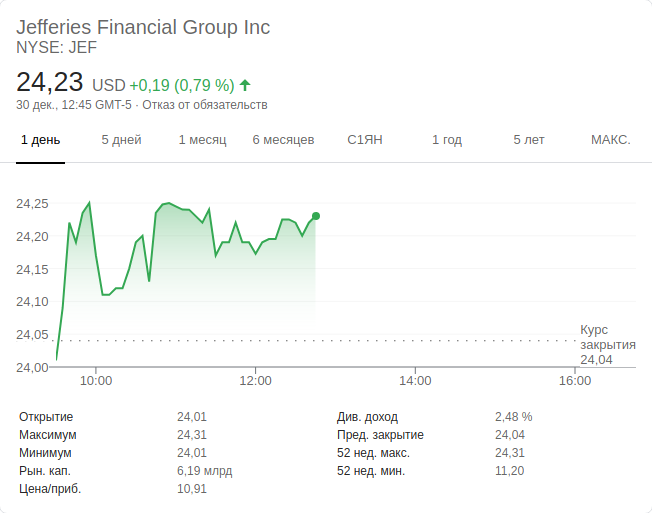 Jefferies Financial Group Inc
NYSE: JEF
24,23 USD +0,19 (0,79 %)
30 дек., 12:45 GMT-5 · Отказ от обязательств
1 день 5 дней 1 месяц 6 месяцев С1ЯН 1 год 5 лет МАКС.
24,25
24,20
24,15
24,10
24,05
24,00
Курс
закрытия
24,04
10:00 12:00 14:00 16:00
Открытие 24,01 Див. доход 2,48 %
Максимум 24,31 Пред. закрытие 24,04
Минимум 24,01 52 нед. макс. 24,31
Рын. кап. 6,19 млрд 52 нед. мин. 11,20
Цена/приб. 10,91